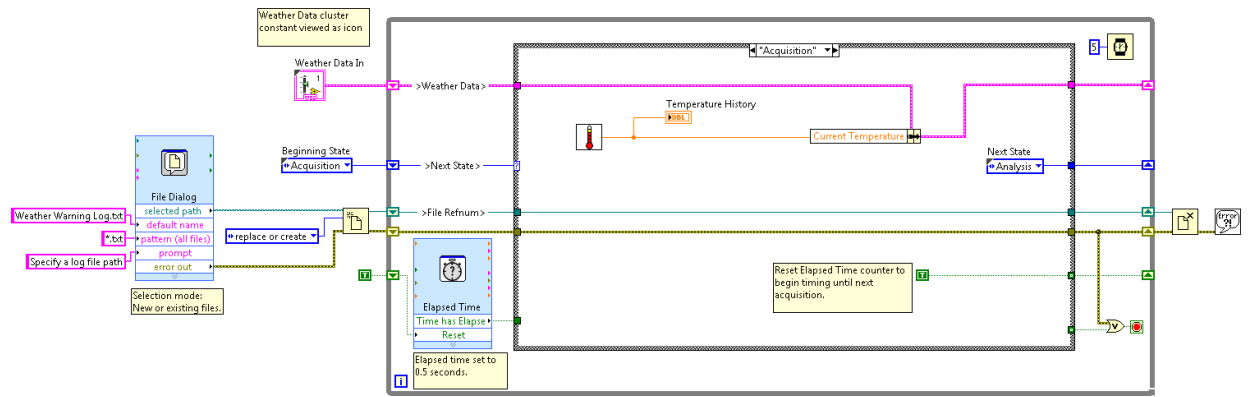 Weather Data cluster
constant viewed as icon
Weather Data In
1
>Weather Data>
"Acquisition"
5
Temperature History
DBL
Current Temperature
Beginning State
Acquisition
>Next State>
Next State
Analysis
File Dialog
selected path
default name
pattern (all files)
prompt
error out
Weather Warning Log.txt
*.txt
Specify a log file path
replace or create
>File Refnum>
?
Error
?!
Selection mode:
New or existing files.
T
Elapsed Time
Time has Elapse
Reset
Reset Elapsed Time counter to
begin timing until next
acquisition.
T
V
Elapsed time set to
0.5 seconds.
i